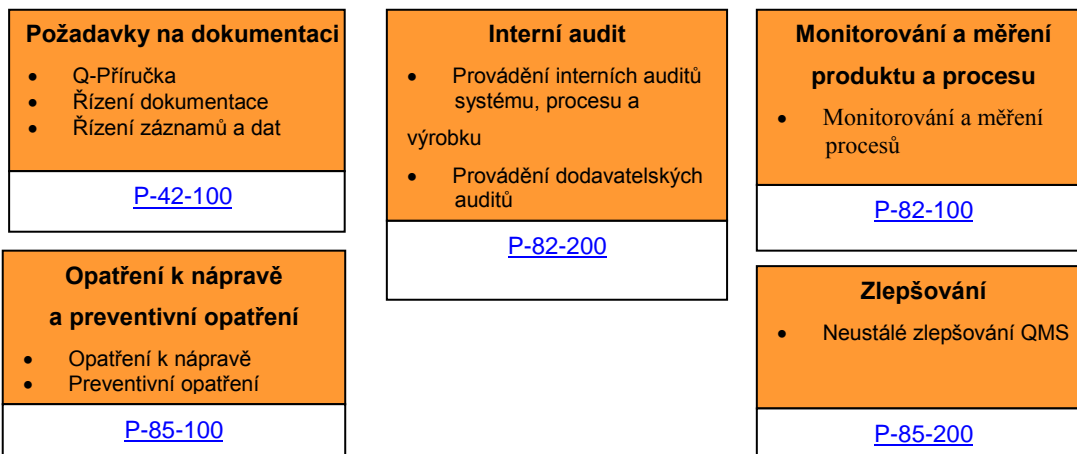 Požadavky na dokumentaci
• Q-Příručka
• Řízení dokumentace
• Řízení záznamů a dat
P-42-100
Opatření k nápravě
a preventivní opatření
• Opatření k nápravě
• Preventivní opatření
P-85-100
Interní audit
• Provádění interních auditů
systému, procesu a
výrobku
• Provádění dodavatelských
auditů
P-82-200
Monitorování a měření
produktu a procesu
• Monitorování a měření
procesů
P-82-100
Zlepšování
• Neustálé zlepšování QMS
P-85-200